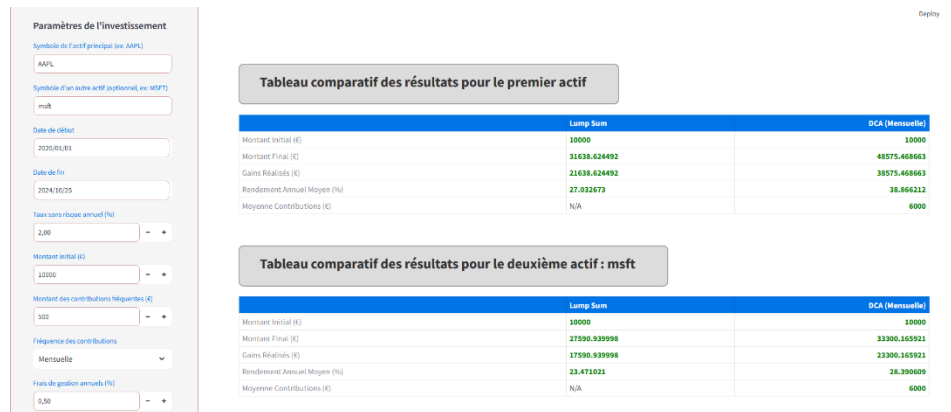 Deploy
Paramètres de l'investissement
Symbole de l'actif principal (ex: AAPL)
AAPL
Symbole d'un autre actif (optionnel, ex: MSFT)
msft
Date de début
2020/01/01
Date de fin
2024/10/25
Taux sans risque annuel (%)
2,00
- +
Montant initial (€)
10000
- +
Montant des contributions fréquentes (€)
500
- +
Fréquence des contributions
Mensuelle
Frais de gestion annuels (%)
0,50
- +
Tableau comparatif des résultats pour le premier actif
Lump Sum DCA (Mensuelle)
Montant Initial (€) 10000 10000
Montant Final (€) 31638.624492 48575.468663
Gains Réalisés (€) 21638.624492 38575.468663
Rendement Annuel Moyen (%) 27.032673 38.866212
Moyenne Contributions (€) N/A 6000
Tableau comparatif des résultats pour le deuxième actif : msft
Lump Sum DCA (Mensuelle)
Montant Initial (€) 10000 10000
Montant Final (€) 27590.939998 33300.165921
Gains Réalisés (€) 17590.939998 23300.165921
Rendement Annuel Moyen (%) 23.471021 28.390609
Moyenne Contributions (€) N/A 6000